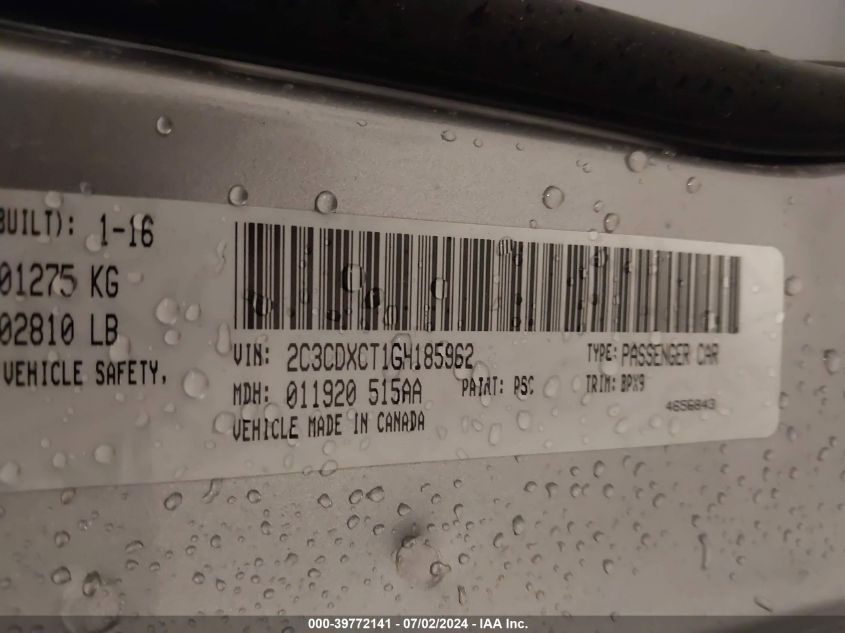 BUILT): 1-16
01275 KG
02810 LB
VEHICLE SAFETY,
VIN: 2C3CDXCT1GH185962 TYPE: PASSENGER CAR
MDH: 011920 515AA PAINT: PSC TRIM: BPX9
4656843
VEHICLE MADE IN CANADA
000-39772141 - 07/02/2024 - IAA Inc.